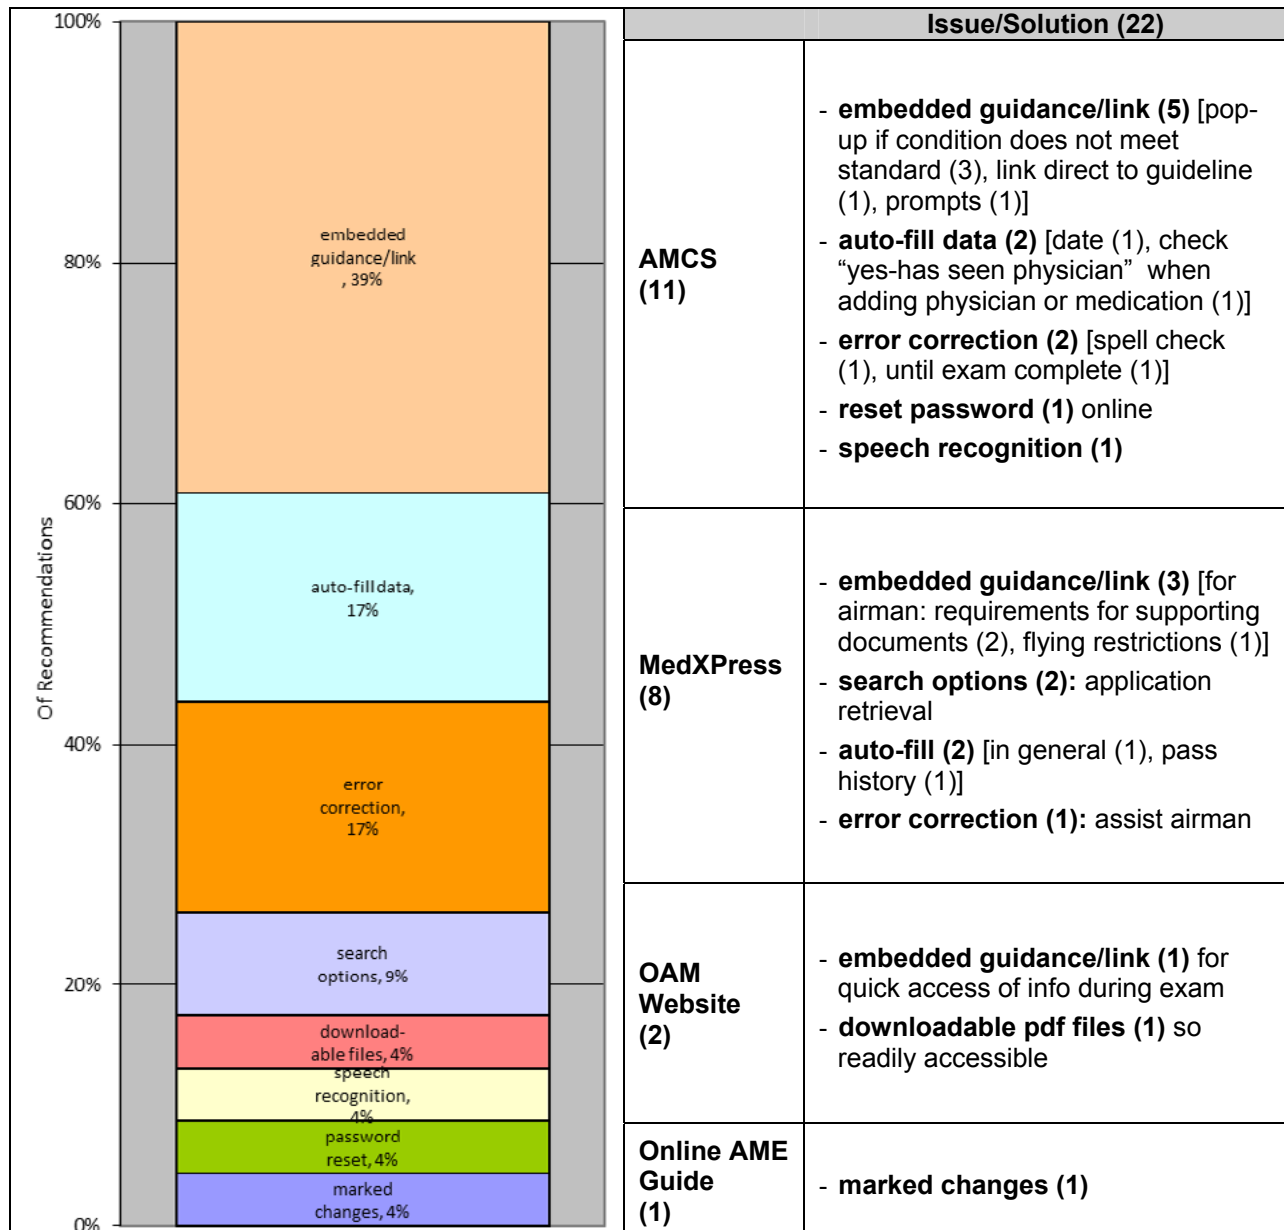 100%
80%
60%
40%
20%
0%
Of Recommendations
embedded
guidance/link
, 39%
auto-fill data,
17%
error
correction,
17%
search
options, 9%
download-
able files, 4%
speech
recognition,
4%
password
reset, 4%
marked
changes, 4%
Issue/Solution (22)
AMCS
(11)
- embedded guidance/link (5) [pop-
up if condition does not meet
standard (3), link direct to guideline
(1), prompts (1)]
- auto-fill data (2) [date (1), check
“yes-has seen physician” when
adding physician or medication (1)]
- error correction (2) [spell check
(1), until exam complete (1)]
- reset password (1) online
- speech recognition (1)
MedXPress
(8)
- embedded guidance/link (3) [for
airman: requirements for supporting
documents (2), flying restrictions (1)]
- search options (2): application
retrieval
- auto-fill (2) [in general (1), pass
history (1)]
- error correction (1): assist airman
OAM
Website
(2)
- embedded guidance/link (1) for
quick access of info during exam
- downloadable pdf files (1) so
readily accessible
Online AME
Guide
(1)
- marked changes (1)